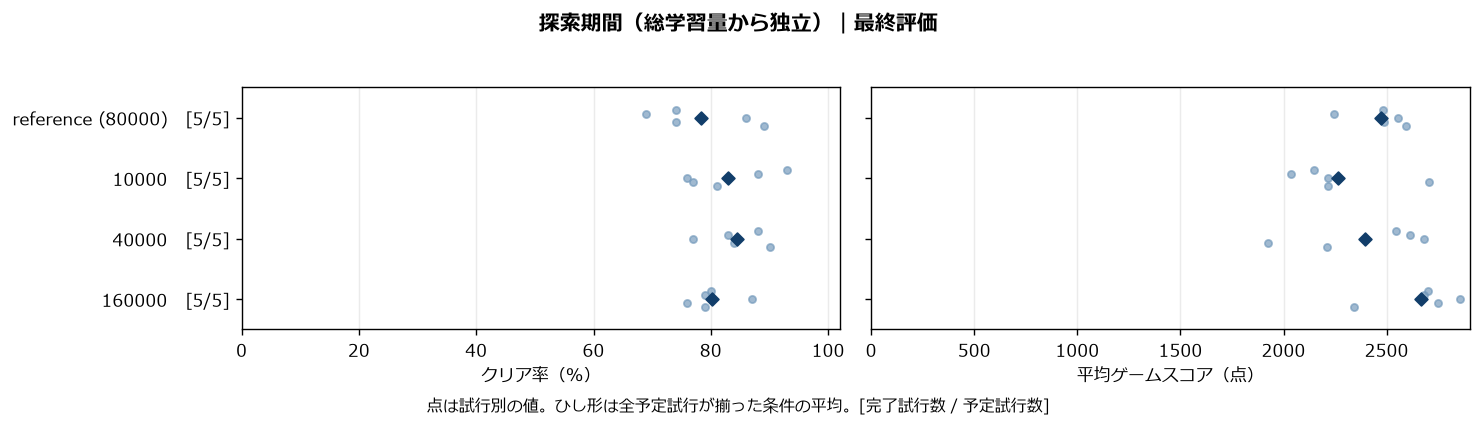 探索期間（総学習量から独立）｜最終評価
reference (80000) [5/5]
10000 [5/5]
40000 [5/5]
160000 [5/5]
0 20 40 60 80 100
クリア率（%）
0 500 1000 1500 2000 2500
平均ゲームスコア（点）
点は試行別の値。ひし形は全予定試行が揃った条件の平均。[完了試行数 / 予定試行数]